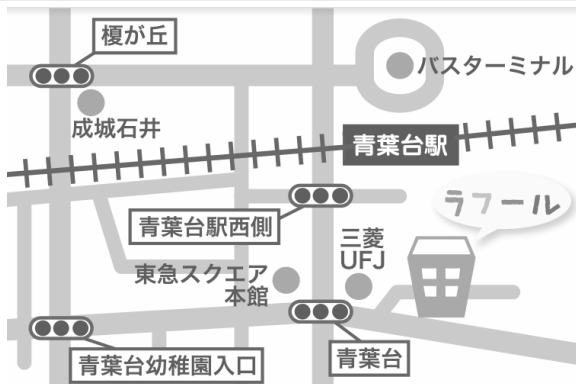 榎が丘
バスターミナル
成城石井
青葉台駅
ラフール
青葉台駅西側
三菱
UFJ
東急スクエア
本館
青葉台
青葉台幼稚園入口